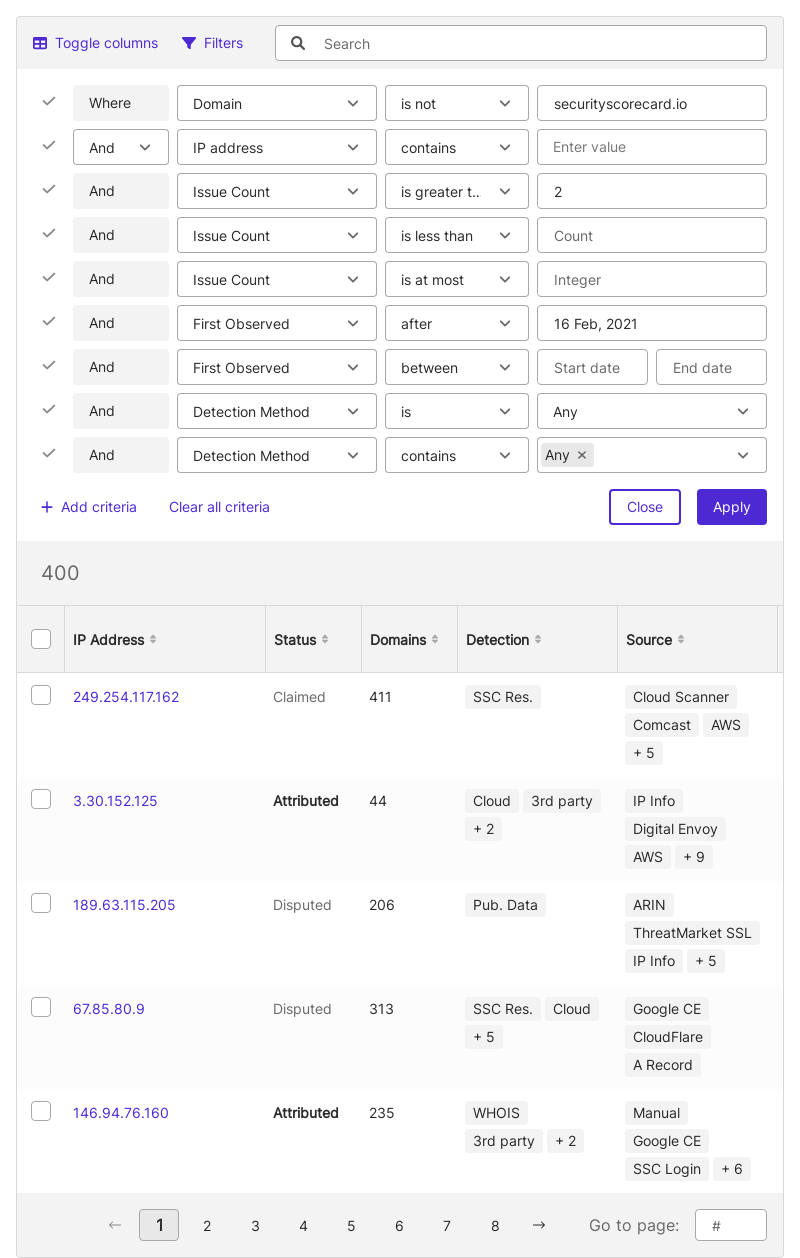 Toggle columns Filters Search
Where Domain is not securityscorecard.io
And IP address contains Enter value
And Issue Count is greater t... 2
And Issue Count is less than Count
And Issue Count is at most Integer
And First Observed after 16 Feb, 2021
And First Observed between Start date End date
And Detection Method is Any
And Detection Method contains Any
Add criteria Clear all criteria Close Apply
400
IP Address Status Domains Detection Source
249.254.117.162 Claimed 411 SSC Res. Cloud Scanner
Comcast AWS
+ 5
3.30.152.125 Attributed 44 Cloud 3rd party IP Info
+ 2 Digital Envoy
AWS + 9
189.63.115.205 Disputed 206 Pub. Data ARIN
ThreatMarket SSL
IP Info + 5
67.85.80.9 Disputed 313 SSC Res. Cloud Google CE
+ 5 CloudFlare
A Record
146.94.76.160 Attributed 235 WHOIS Manual
3rd party + 2 Google CE
SSC Login + 6
← 1 2 3 4 5 6 7 8 → Go to page: #